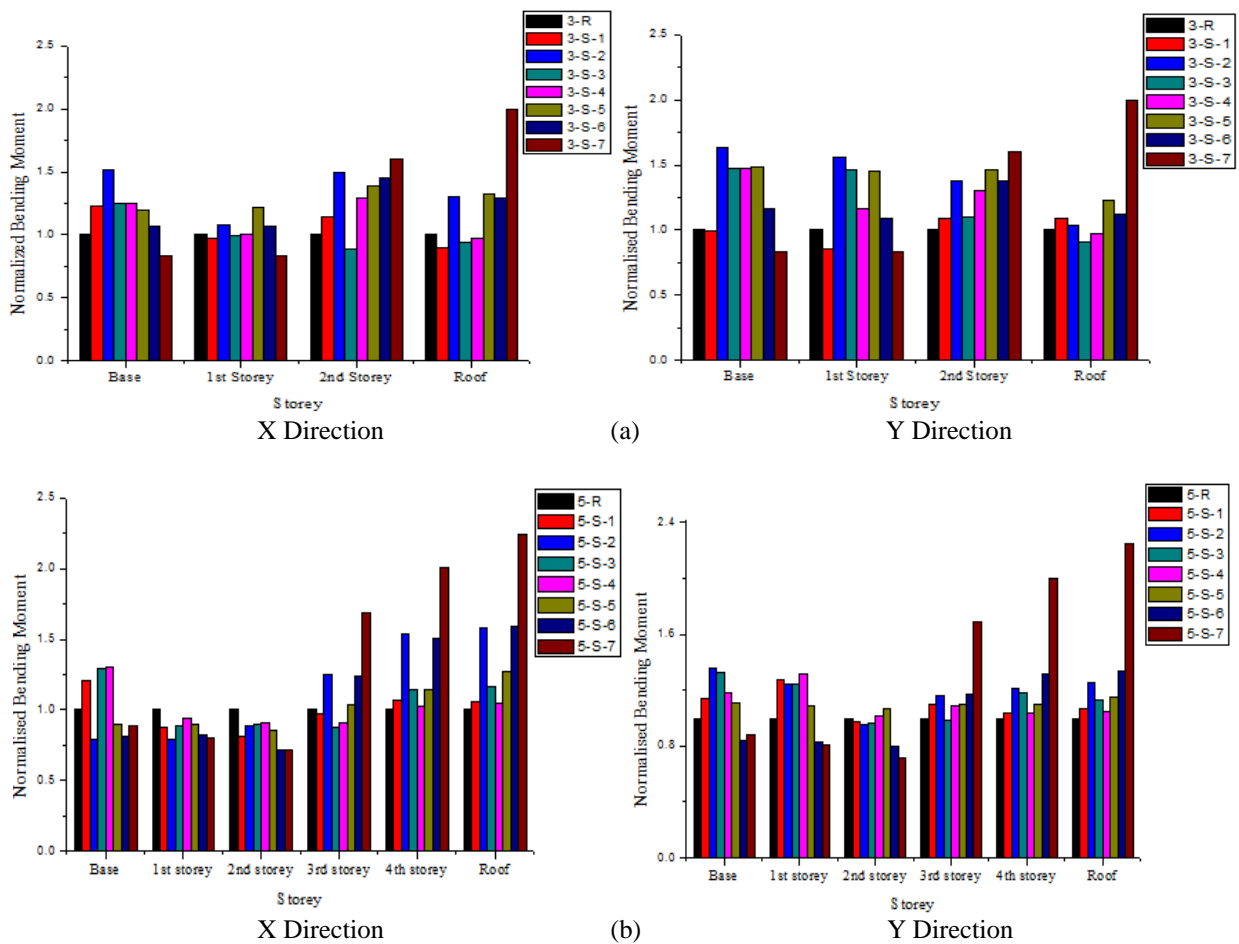 3-R
3-S-1
3-S-2
3-S-3
3-S-4
3-S-5
3-S-6
3-S-7
2.5
2.0
1.5
1.0
0.5
0.0
Normalized Bending Moment
Base
1st Storey
2nd Storey
Roof
Storey
X Direction
3-R
3-S-1
3-S-2
3-S-3
3-S-4
3-S-5
3-S-6
3-S-7
2.5
2.0
1.5
1.0
0.5
0.0
Normalised Bending Moment
Base
1st Storey
2nd Storey
Roof
Storey
(a)
Y Direction
5-R
5-S-1
5-S-2
5-S-3
5-S-4
5-S-5
5-S-6
5-S-7
2.5
2.0
1.5
1.0
0.5
0.0
Normalised Bending Moment
Base
1st storey
2nd storey
3rd storey
4th storey
Roof
Storey
X Direction
5-R
5-S-1
5-S-2
5-S-3
5-S-4
5-S-5
5-S-6
5-S-7
2.4
1.6
0.8
0.0
Normalised Bending Moment
Base
1st storey
2nd storey
3rd storey
4th storey
Roof
Storey
(b)
Y Direction